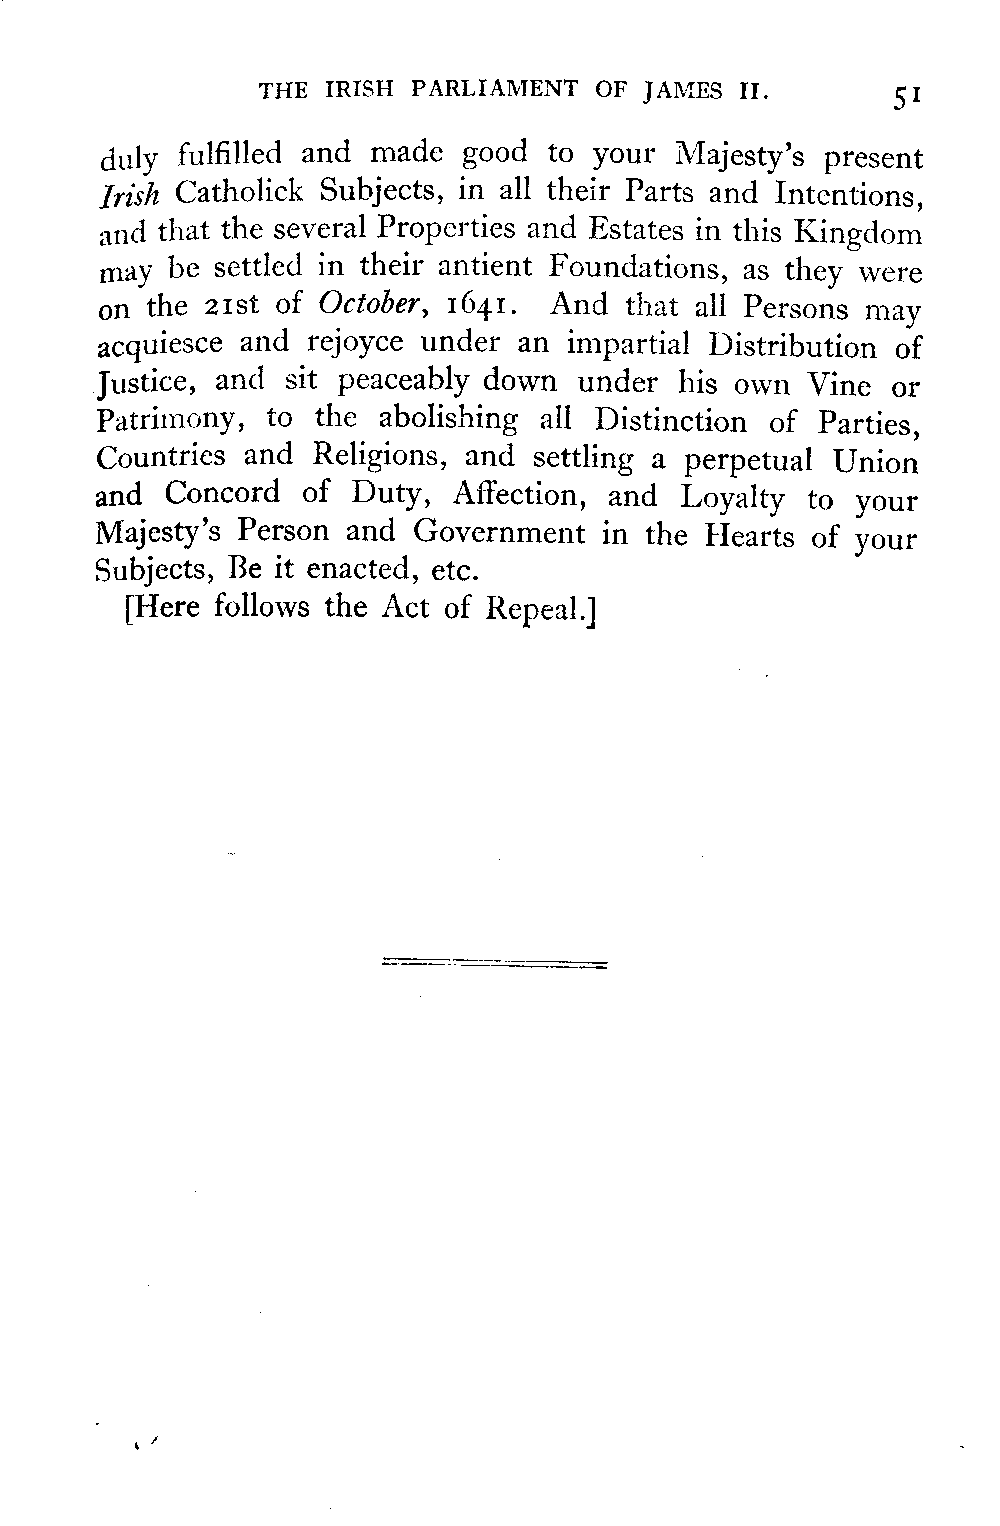 THE IRISH PARLIAMENT OF JAMES II. 51
duly fulfilled and made good to your Majesty's present
Irish Catholick Subjects, in all their Parts and Intentions,
and that the several Properties and Estates in this Kingdom
may be settled in their antient Foundations, as they were
on the 21st of October, 1641. And that all Persons may
acquiesce and rejoyce under an impartial Distribution of
Justice, and sit peaceably down under his own Vine or
Patrimony, to the abolishing all Distinction of Parties,
Countries and Religions, and settling a perpetual Union
and Concord of Duty, Affection, and Loyalty to your
Majesty's Person and Government in the Hearts of your
Subjects, Be it enacted, etc.
[Here follows the Act of Repeal.]